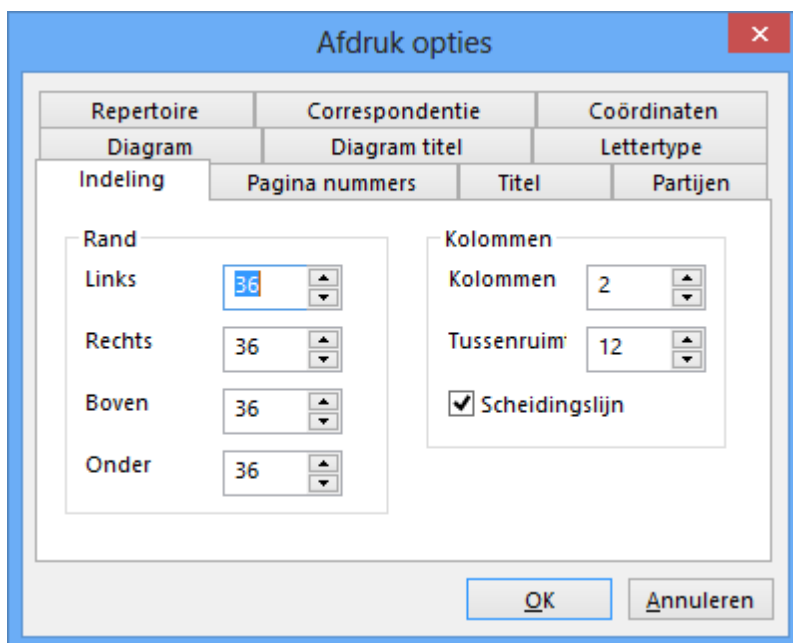 Afdruk opties
Repertoire Correspondentie Coördinaten
Diagram Diagram titel Lettertype
Indeling Pagina nummers Titel Partijen
Rand Kolommen
Links 36 Kolommen 2
Rechts 36 Tussenruimt 12
Boven 36 Scheidingslijn
Onder 36
OK Annuleren